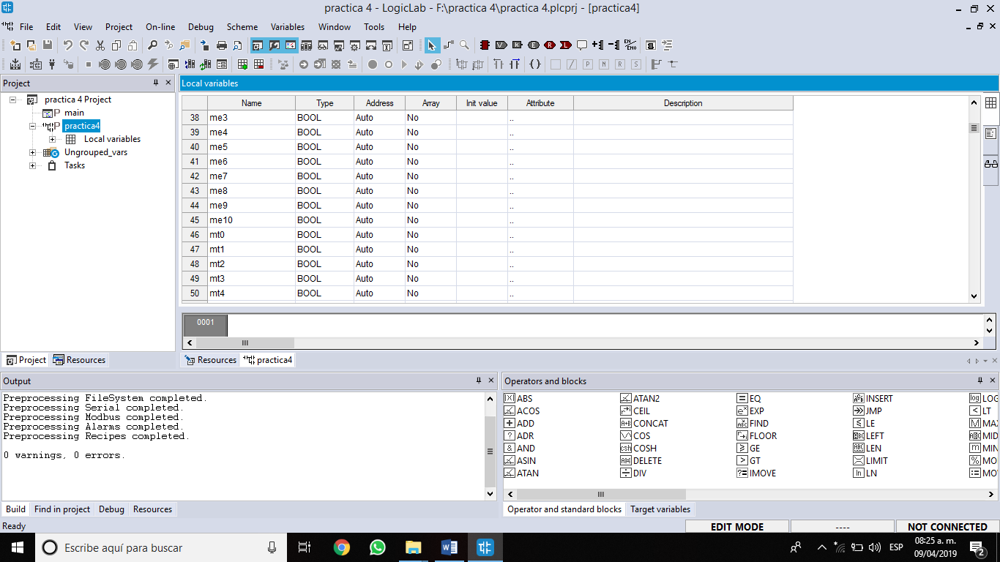 practica 4 - LogicLab - F:\practica 4\practica 4.plcprj - [practica4]
File Edit View Project On-line Debug Scheme Variables Window Tools Help
Project
practica 4 Project
main
practica4
Local variables
Ungrouped_vars
Tasks
Project Resources
Local variables
Name Type Address Array Init value Attribute Description
38 me3 BOOL Auto No ..
39 me4 BOOL Auto No ..
40 me5 BOOL Auto No ..
41 me6 BOOL Auto No ..
42 me7 BOOL Auto No ..
43 me8 BOOL Auto No ..
44 me9 BOOL Auto No ..
45 me10 BOOL Auto No ..
46 mt0 BOOL Auto No ..
47 mt1 BOOL Auto No ..
48 mt2 BOOL Auto No ..
49 mt3 BOOL Auto No ..
50 mt4 BOOL Auto No ..
0001
Resources practica4
Output
Preprocessing FileSystem completed.
Preprocessing Serial completed.
Preprocessing Modbus completed.
Preprocessing Alarms completed.
Preprocessing Recipes completed.
0 warnings, 0 errors.
Build Find in project Debug Resources
Operators and blocks
ABS ATAN2 EQ INSERT LOG
ACOS CEIL EXP JMP LT
ADD CONCAT FIND LE MAX
ADR COS FLOOR LEFT MID
AND COSH GE LEN MIN
ASIN DELETE GT LIMIT MO
ATAN DIV IMOVE LN MO
Operator and standard blocks Target variables
Ready
EDIT MODE ---- NOT CONNECTED
Escribe aquí para buscar
ESP
08:25 a. m.
09/04/2019
2